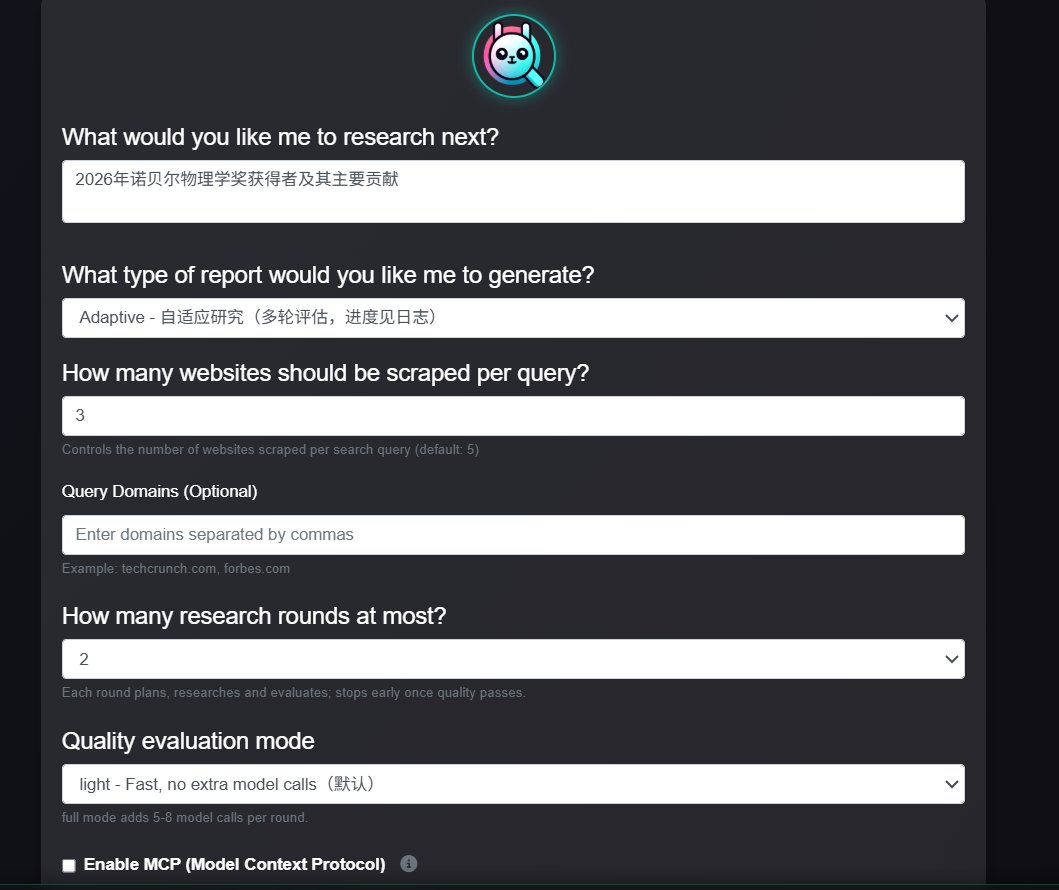 What would you like me to research next?
2026年诺贝尔物理学奖获得者及其主要贡献
What type of report would you like me to generate?
Adaptive - 自适应研究（多轮评估，进度见日志）
How many websites should be scraped per query?
3
Controls the number of websites scraped per search query (default: 5)
Query Domains (Optional)
Enter domains separated by commas
Example: techcrunch.com, forbes.com
How many research rounds at most?
2
Each round plans, researches and evaluates; stops early once quality passes.
Quality evaluation mode
light - Fast, no extra model calls（默认）
full mode adds 5-8 model calls per round.
Enable MCP (Model Context Protocol)